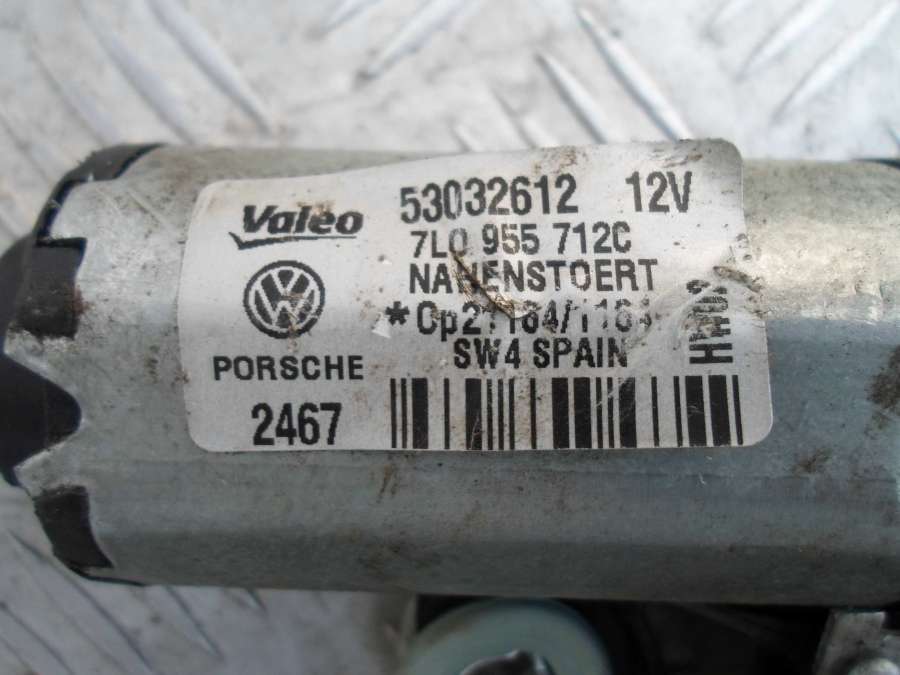 Valeo 53032612 12V
7L0 955 712C
NAHENSTOERT
SW4 SPAIN
PORSCHE
2467